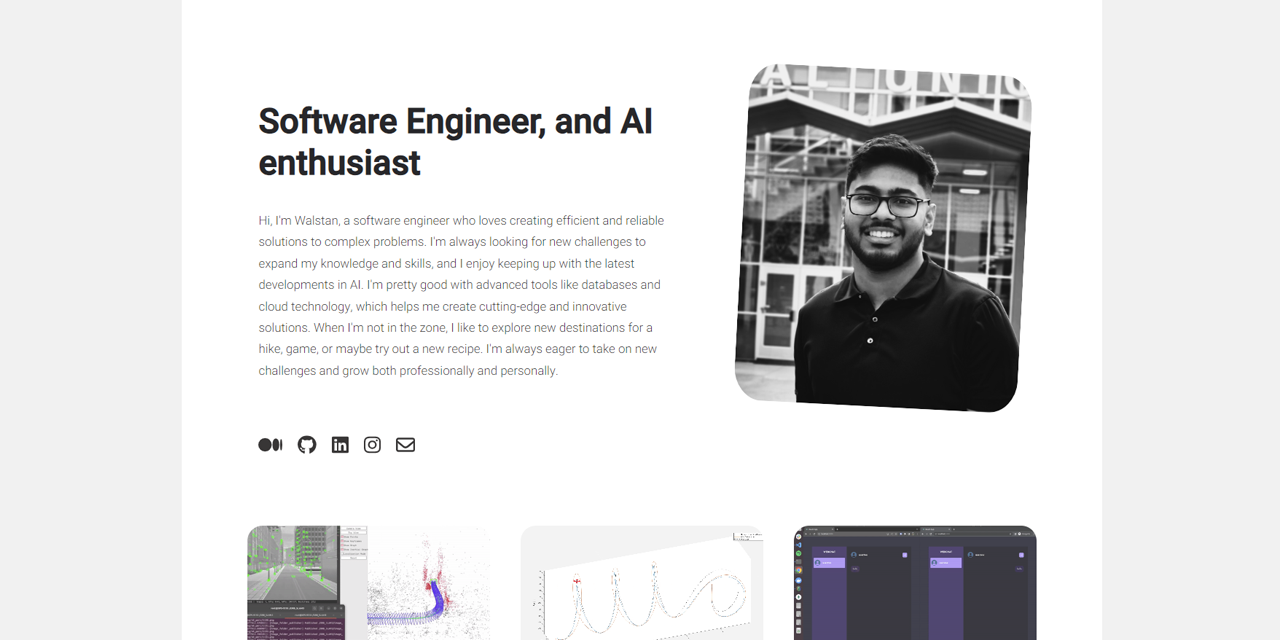 Software Engineer, and AI
enthusiast
Hi, I'm Walstan, a software engineer who loves creating efficient and reliable
solutions to complex problems. I'm always looking for new challenges to
expand my knowledge and skills, and I enjoy keeping up with the latest
developments in AI. I'm pretty good with advanced tools like databases and
cloud technology, which helps me create cutting-edge and innovative
solutions. When I'm not in the zone, I like to explore new destinations for a
hike, game, or maybe try out a new recipe. I'm always eager to take on new
challenges and grow both professionally and personally.